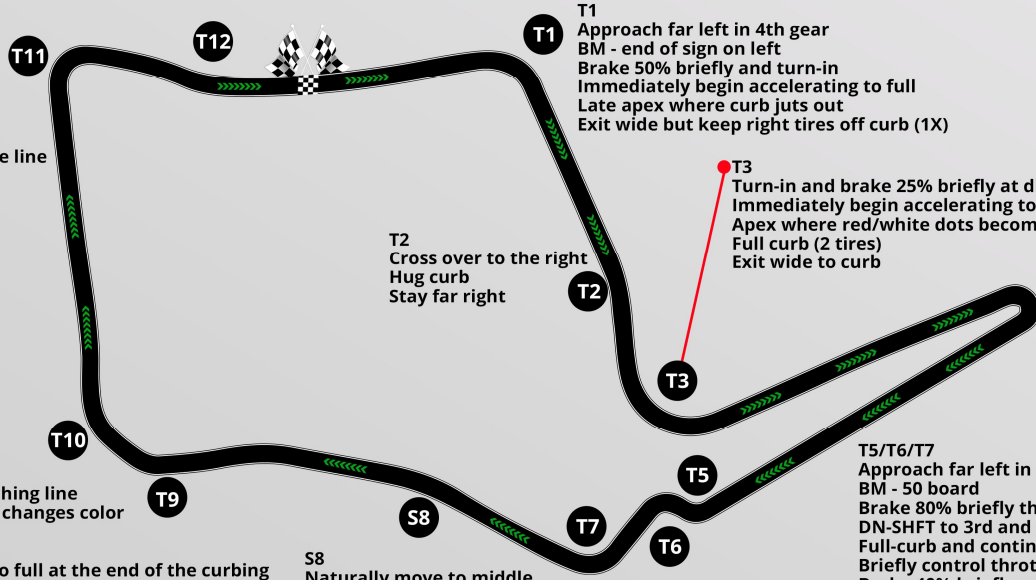 T11
T12
T1
T1
Approach far left in 4th gear
BM - end of sign on left
Brake 50% briefly and turn-in
Immediately begin accelerating to full
Late apex where curb juts out
Exit wide but keep right tires off curb (1X)
e line
T3
Turn-in and brake 25% briefly at d
Immediately begin accelerating to
Apex where red/white dots becom
Full curb (2 tires)
Exit wide to curb
T2
Cross over to the right
Hug curb
Stay far right
T2
T3
T10
T9
hing line
changes color
o full at the end of the curbing
S8
S8
Naturally move to middle
T7
T6
T5
T5/T6/T7
Approach far left in
BM - 50 board
Brake 80% briefly th
DN-SHFT to 3rd and
Full-curb and contin
Briefly control throu